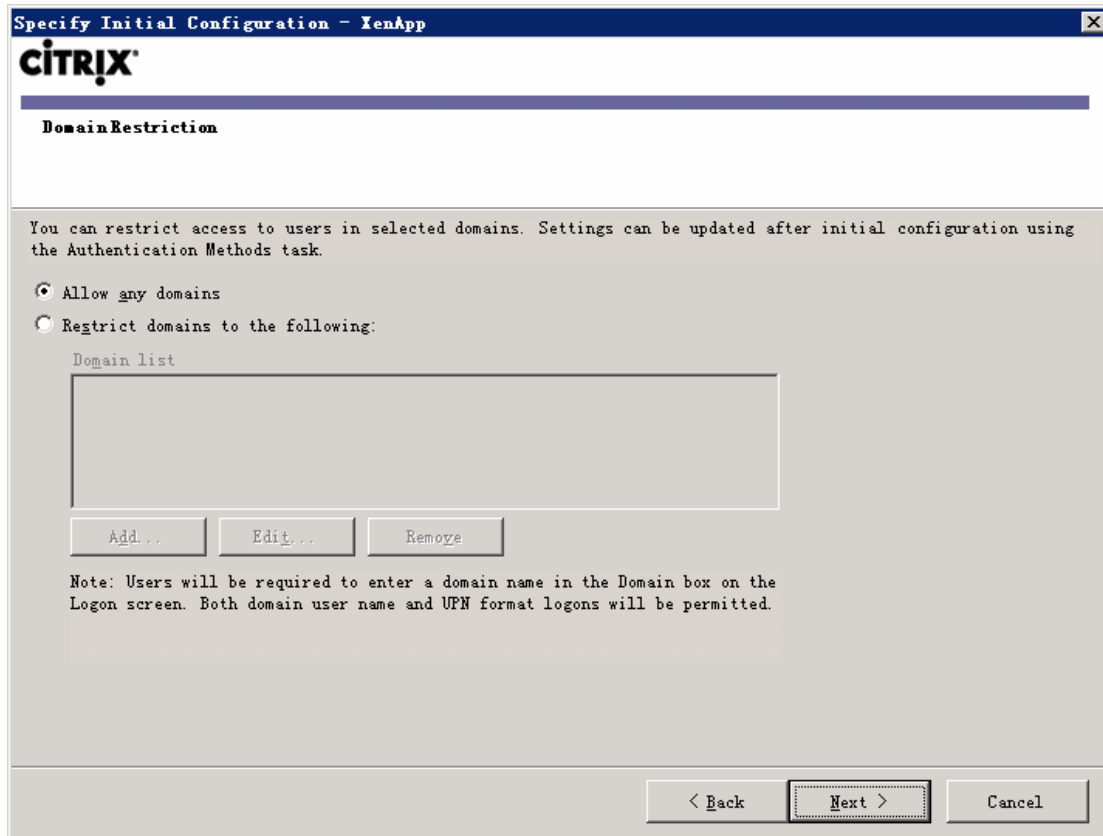 Specify Initial Configuration - XenApp
CITRIX®
Domain Restriction
You can restrict access to users in selected domains. Settings can be updated after initial configuration using
the Authentication Methods task.
Allow any domains
Restrict domains to the following:
Domain list
Add...
Edit...
Remove
Note: Users will be required to enter a domain name in the Domain box on the
Logon screen. Both domain user name and UPN format logons will be permitted.
< Back
Next >
Cancel